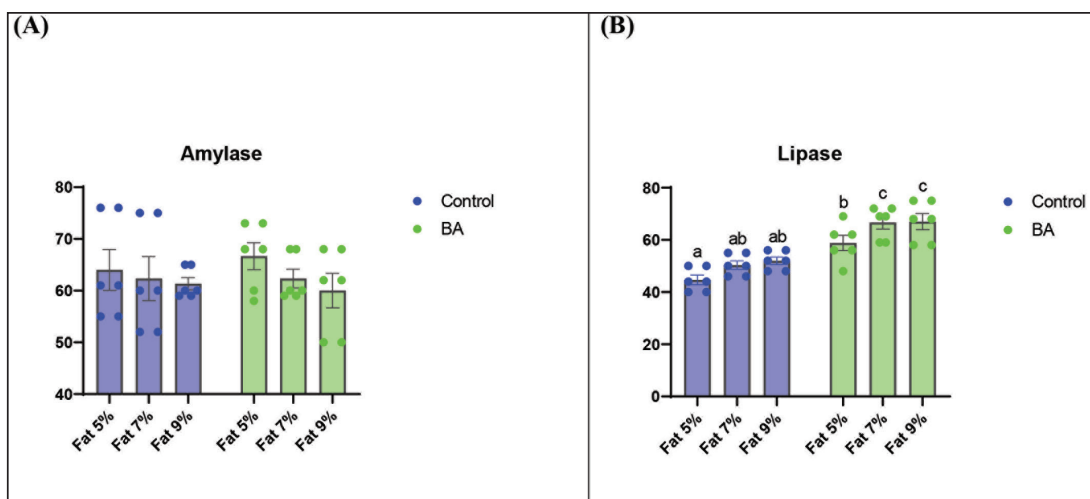 (A)
Amylase
80
70
60
50
40
Fat 5%
Fat 7%
Fat 9%
Fat 5%
Fat 7%
Fat 9%
Control
BA
(B)
Lipase
80
60
40
20
0
a
ab
ab
b
c
c
Fat 5%
Fat 7%
Fat 9%
Fat 5%
Fat 7%
Fat 9%
Control
BA